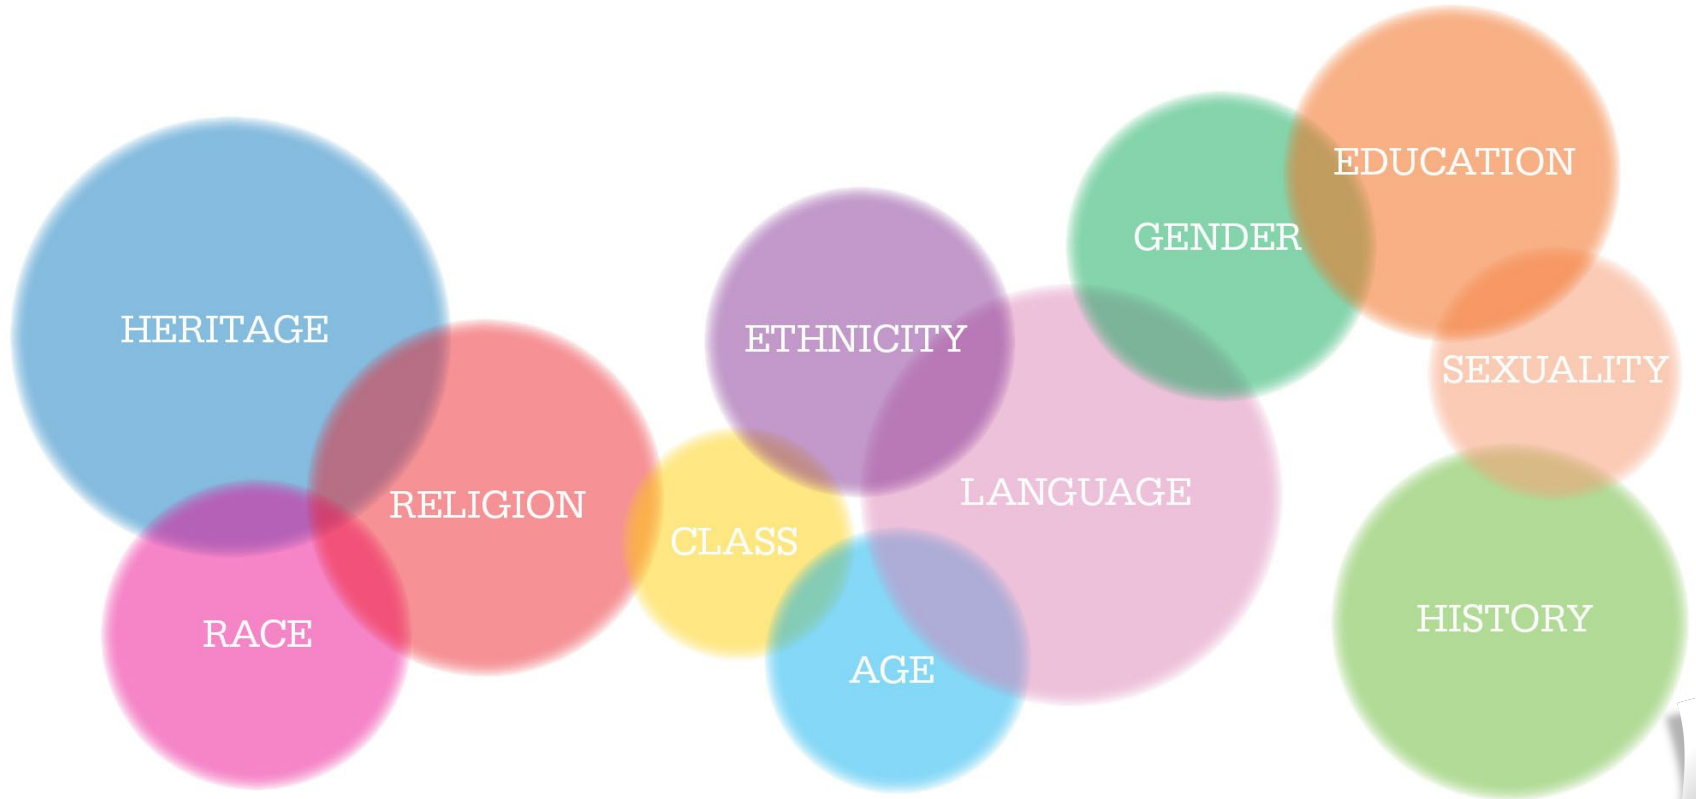 HERITAGE
RACE
RELIGION
CLASS
ETHNICITY
AGE
LANGUAGE
GENDER
EDUCATION
SEXUALITY
HISTORY